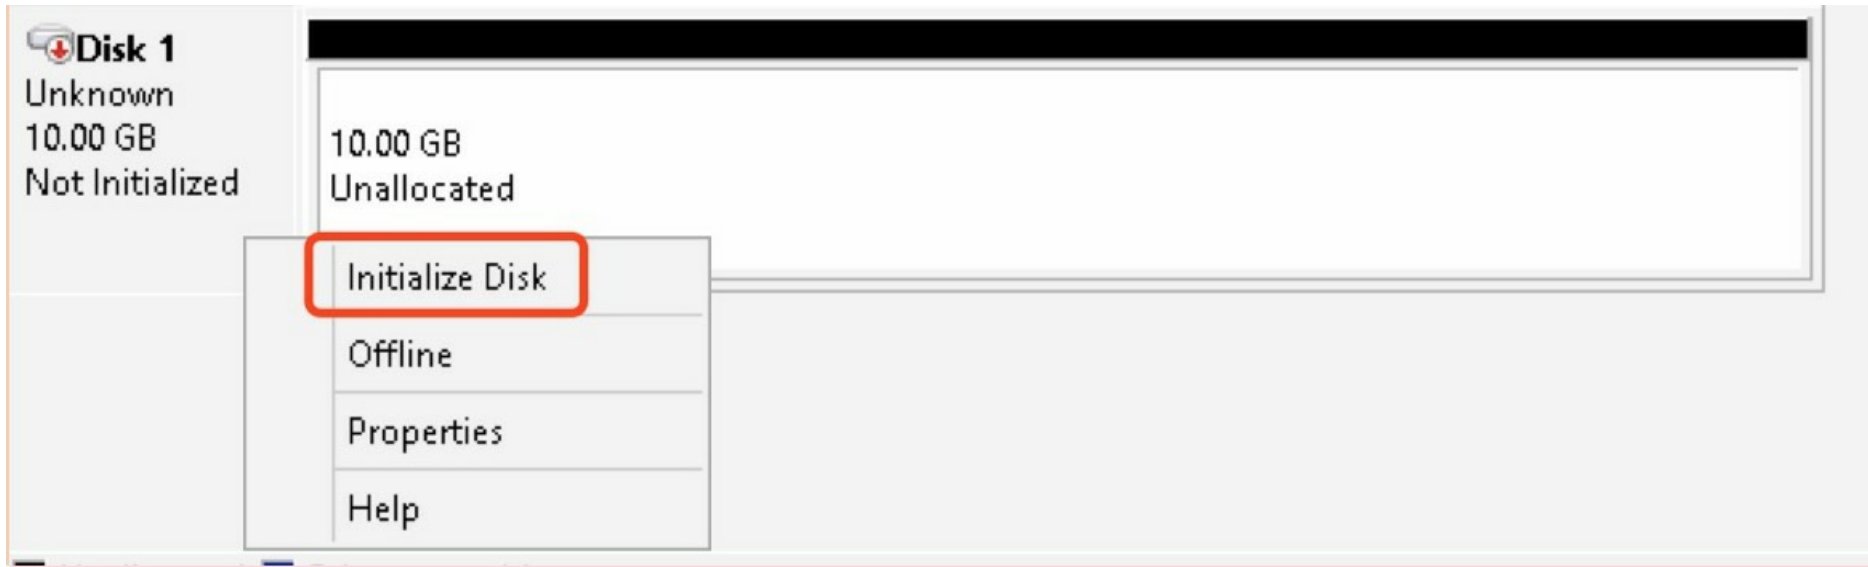 Disk 1
Unknown
10.00 GB
Not Initialized
10.00 GB
Unallocated
Initialize Disk
Offline
Properties
Help